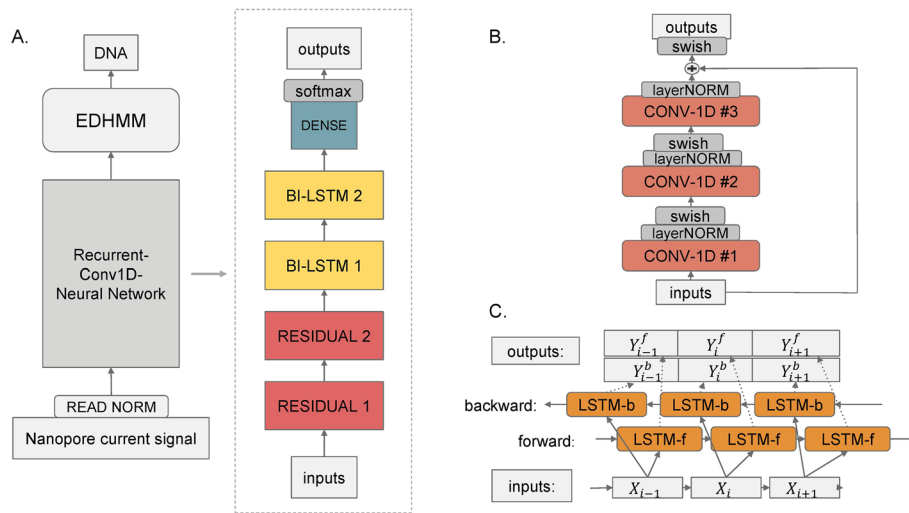 A.
DNA
EDHMM
Recurrent-
Conv1D-
Neural Network
READ NORM
Nanopore current signal
outputs
softmax
DENSE
BI-LSTM 2
BI-LSTM 1
RESIDUAL 2
RESIDUAL 1
inputs
B.
outputs
swish
+
layerNORM
CONV-1D #3
swish
layerNORM
CONV-1D #2
swish
layerNORM
CONV-1D #1
inputs
C.
outputs:
$Y_{i-1}^{f}$ $Y_{i}^{f}$ $Y_{i+1}^{f}$
$Y_{i-1}^{b}$ $Y_{i}^{b}$ $Y_{i+1}^{b}$
backward: LSTM-b LSTM-b LSTM-b
forward: LSTM-f LSTM-f LSTM-f
inputs: $X_{i-1}$ $X_{i}$ $X_{i+1}$